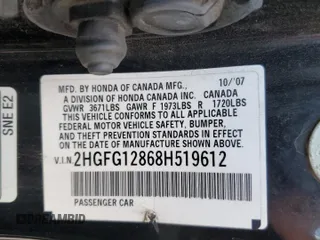 MFD. BY HONDA OF CANADA MFG.,
A DIVISION OF HONDA CANADA INC. CANADA 10/'07
GVWR 3671LBS GAWR F 1973LBS R 1720LBS
THIS VEHICLE CONFORMS TO ALL APPLICABLE
FEDERAL MOTOR VEHICLE SAFETY, BUMPER,
AND THEFT PREVENTION STANDARDS IN EFFECT
ON THE DATE OF MANUFACTURE SHOWN ABOVE.
V.I.N. 2HGFG12868H519612
PASSENGER CAR
SNE E2
DREAMRID